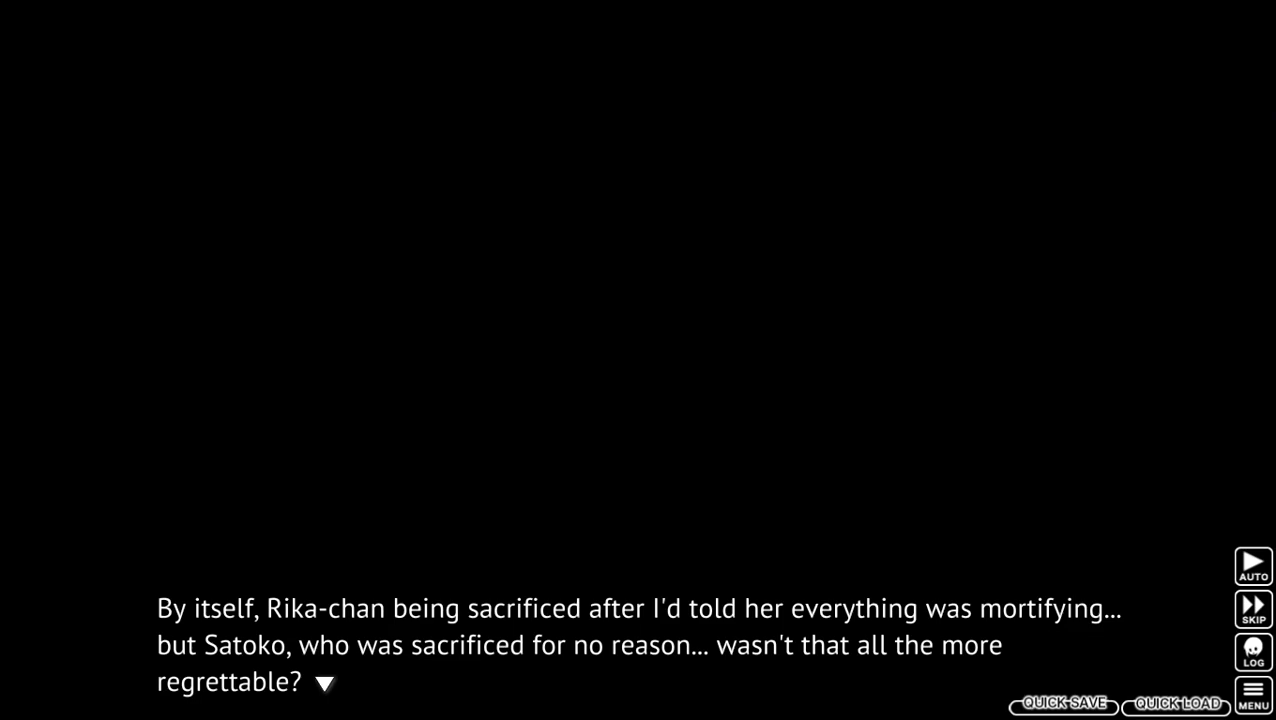 By itself, Rika-chan being sacrificed after I'd told her everything was mortifying...
but Satoko, who was sacrificed for no reason... wasn't that all the more
regrettable?
AUTO
SKIP
LOG
MENU
QUICK SAVE
QUICK LOAD